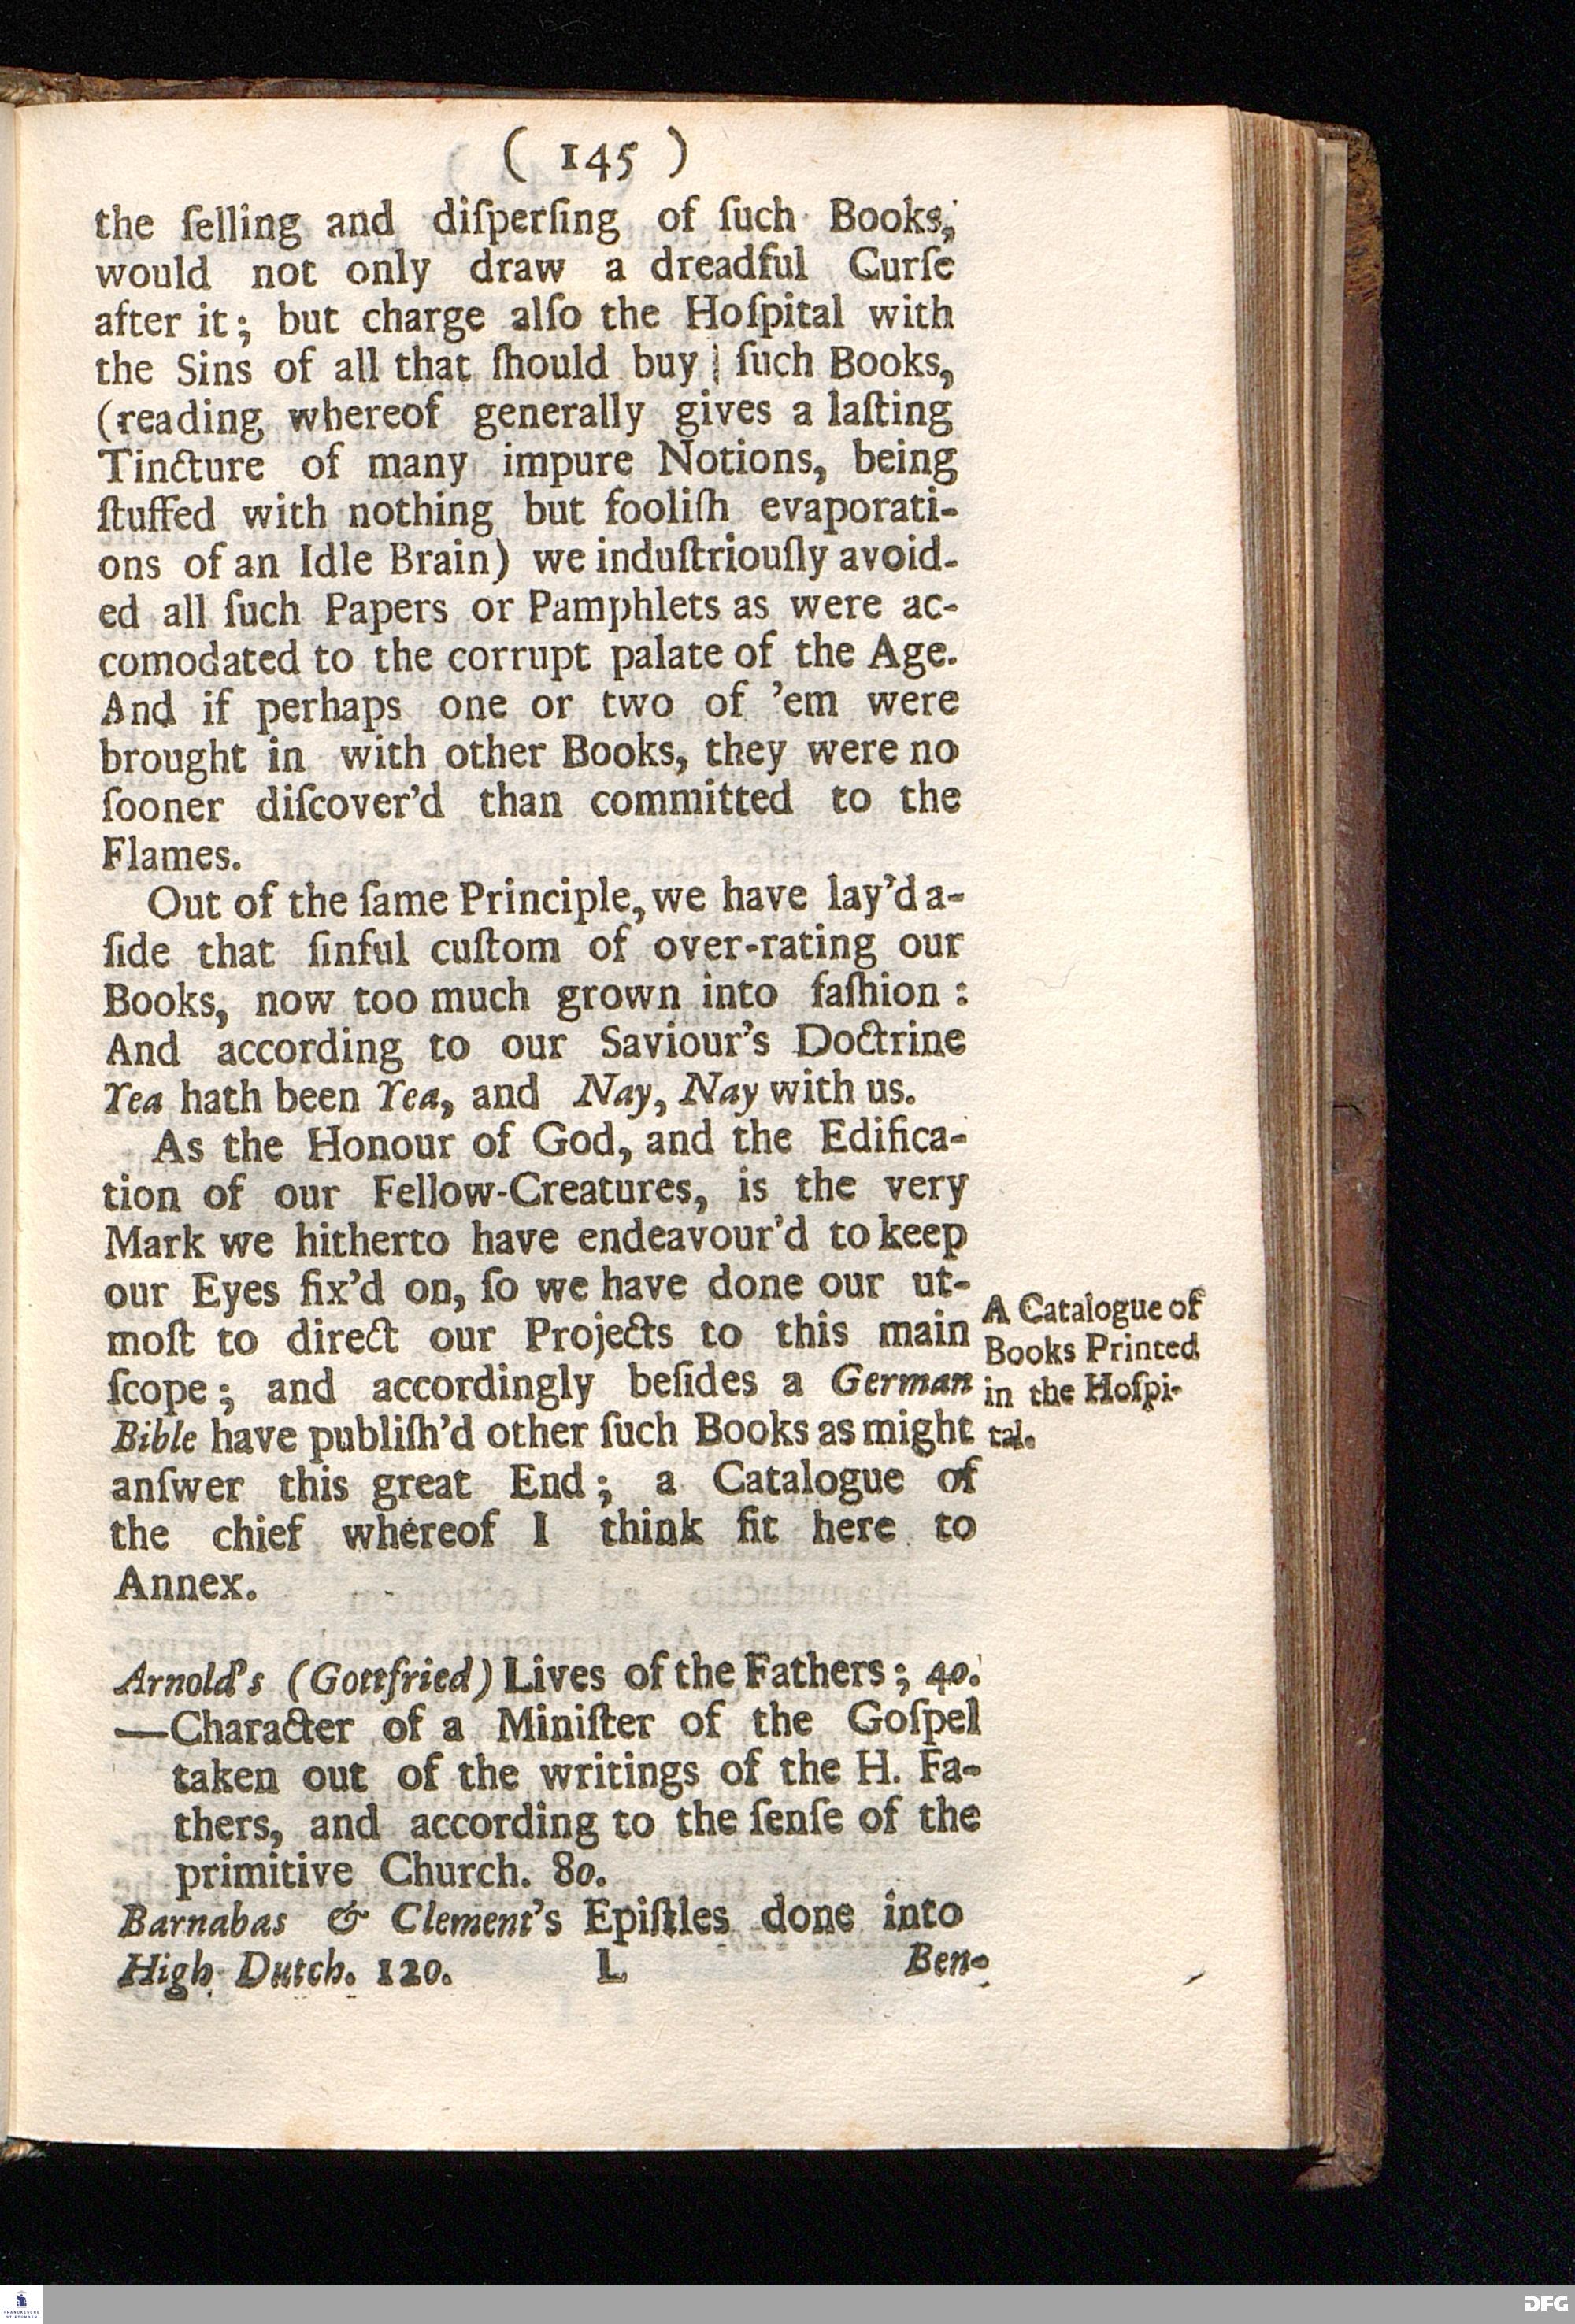 ( 145 )
the ſelling and diſperſing of ſuch Books,
would not only draw a dreadful Curſe
after it; but charge alſo the Hoſpital with
the Sins of all that ſhould buy ſuch Books,
(reading whereof generally gives a laſting
Tincture of many impure Notions, being
ſtuffed with nothing but fooliſh evaporati-
ons of an Idle Brain) we induſtriouſly avoid-
ed all ſuch Papers or Pamphlets as were ac-
comodated to the corrupt palate of the Age.
And if perhaps one or two of 'em were
brought in with other Books, they were no
ſooner diſcover'd than committed to the
Flames.
Out of the ſame Principle, we have lay'd a-
ſide that ſinful cuſtom of over-rating our
Books, now too much grown into faſhion :
And according to our Saviour's Doctrine
Yea hath been Yea, and Nay, Nay with us.
As the Honour of God, and the Edifica-
tion of our Fellow-Creatures, is the very
Mark we hitherto have endeavour'd to keep
our Eyes fix'd on, ſo we have done our ut-
moſt to direct our Projects to this main
ſcope; and accordingly beſides a German
Bible have publiſh'd other ſuch Books as might
anſwer this great End; a Catalogue of
the chief whereof I think fit here to
Annex.
A Catalogue of
Books Printed
in the Hoſpi-
tal.
Arnold's (Gottfried) Lives of the Fathers; 4o.
—Character of a Miniſter of the Goſpel
taken out of the writings of the H. Fa-
thers, and according to the ſenſe of the
primitive Church. 8o.
Barnabas & Clement's Epiſtles done into
High Dutch. 12o. L Ben-
FRANCKESCHE
STIFTUNGEN
DFG